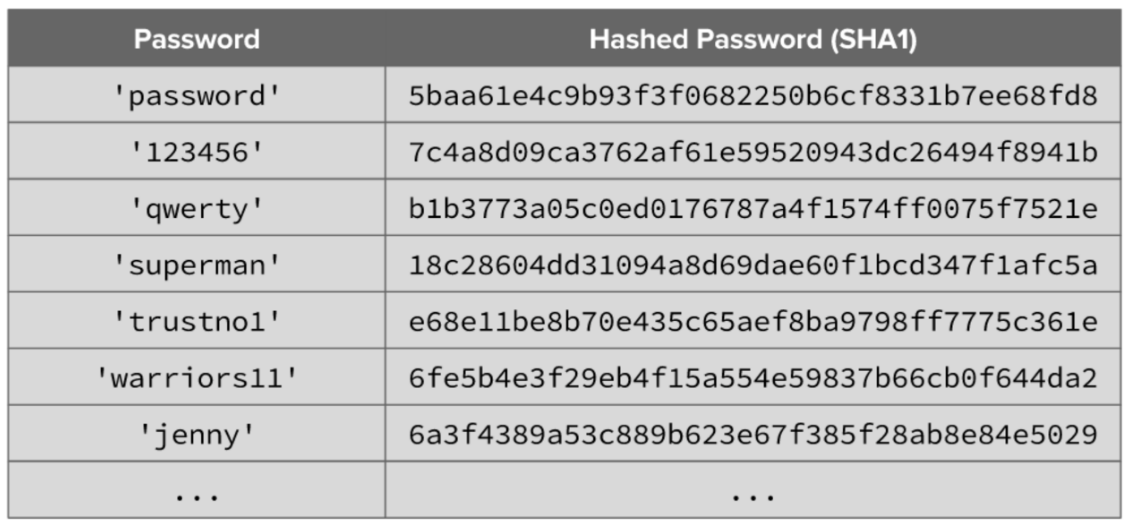 Password Hashed Password (SHA1)
'password' 5baa61e4c9b93f3f0682250b6cf8331b7ee68fd8
'123456' 7c4a8d09ca3762af61e59520943dc26494f8941b
'qwerty' b1b3773a05c0ed0176787a4f1574ff0075f7521e
'superman' 18c28604dd31094a8d69dae60f1bcd347f1afc5a
'trustno1' e68e11be8b70e435c65aef8ba9798ff7775c361e
'warriors11' 6fe5b4e3f29eb4f15a554e59837b66cb0f644da2
'jenny' 6a3f4389a53c889b623e67f385f28ab8e84e5029
... ...